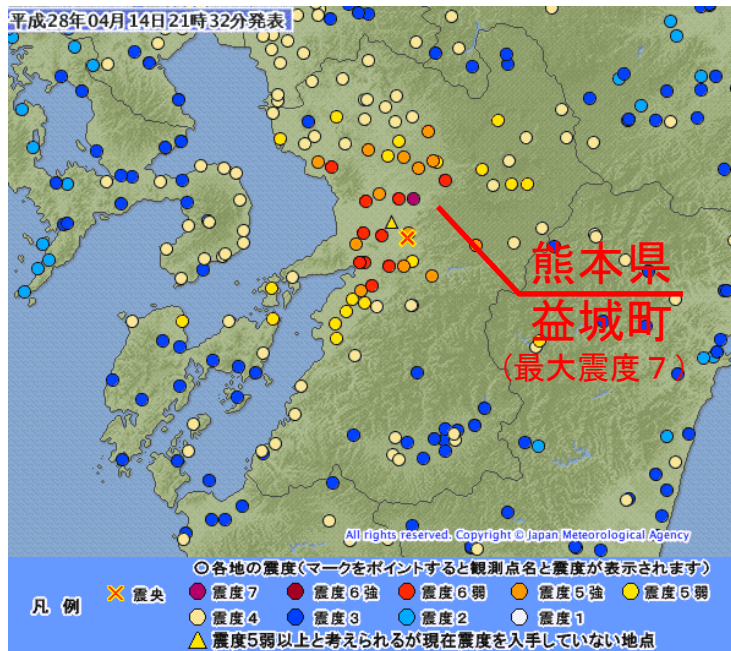 平成28年04月14日21時32分発表
熊本県
益城町
(最大震度7)
All rights reserved. Copyright © Japan Meteorological Agency
○各地の震度(マークをポイントすると観測点名と震度が表示されます)
凡例 震央 震度7 震度6強 震度6弱 震度5強 震度5弱
震度4 震度3 震度2 震度1
震度5弱以上と考えられるが現在震度を入手していない地点